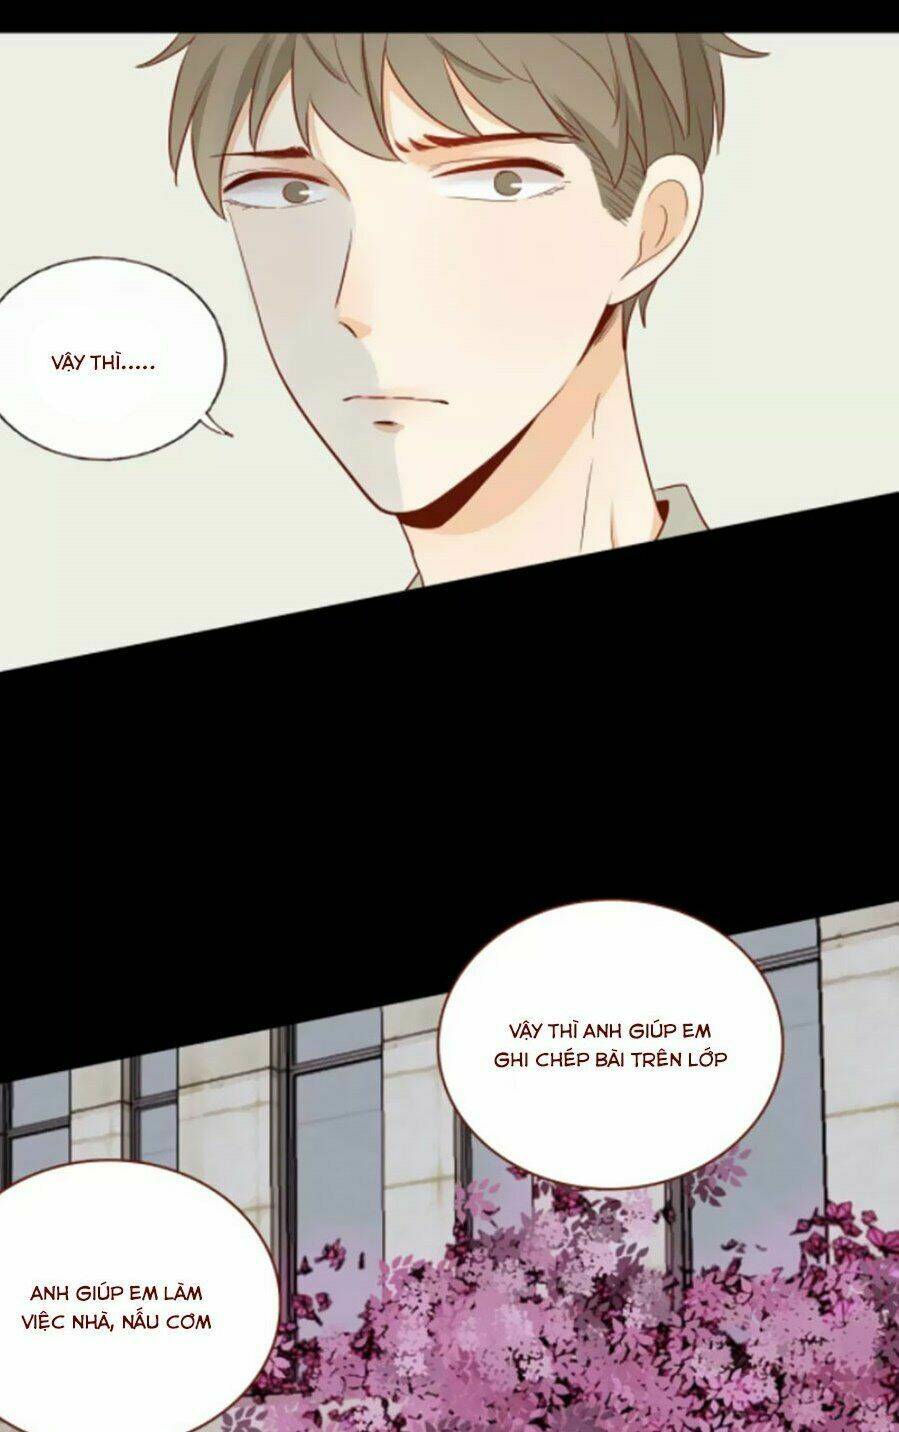 VẬY THÌ.....
VẬY THÌ ANH GIÚP EM
GHI CHÉP BÀI TRÊN LỚP
ANH GIÚP EM LÀM
VIỆC NHÀ, NẤU CƠM